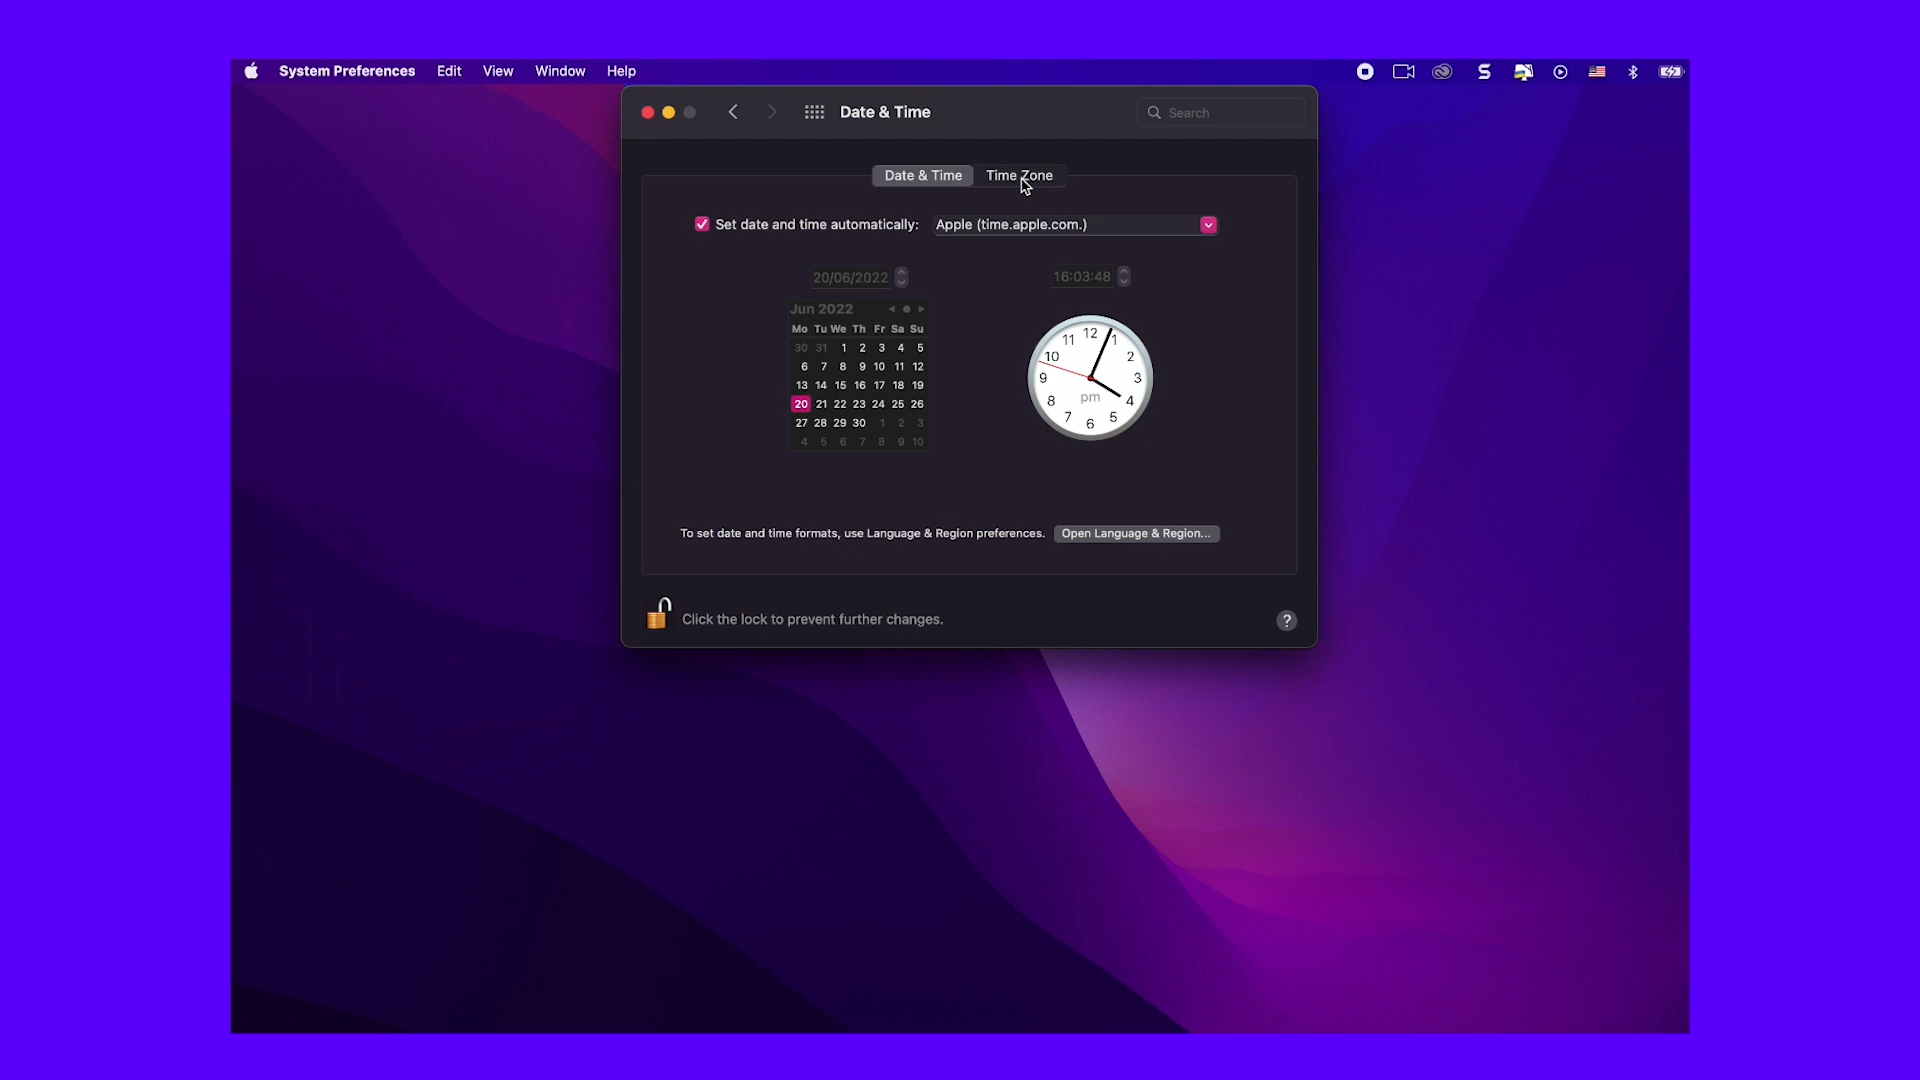 System Preferences Edit View Window Help
Date & Time
Search
Date & Time Time Zone
Set date and time automatically: Apple (time.apple.com.)
20/06/2022
Jun 2022
Mo Tu We Th Fr Sa Su
30 31 1 2 3 4 5
6 7 8 9 10 11 12
13 14 15 16 17 18 19
20 21 22 23 24 25 26
27 28 29 30 1 2 3
4 5 6 7 8 9 10
16:03:48
12
11 1
10 2
9 3
pm
8 4
7 5
6
To set date and time formats, use Language & Region preferences. Open Language & Region...
Click the lock to prevent further changes.
?